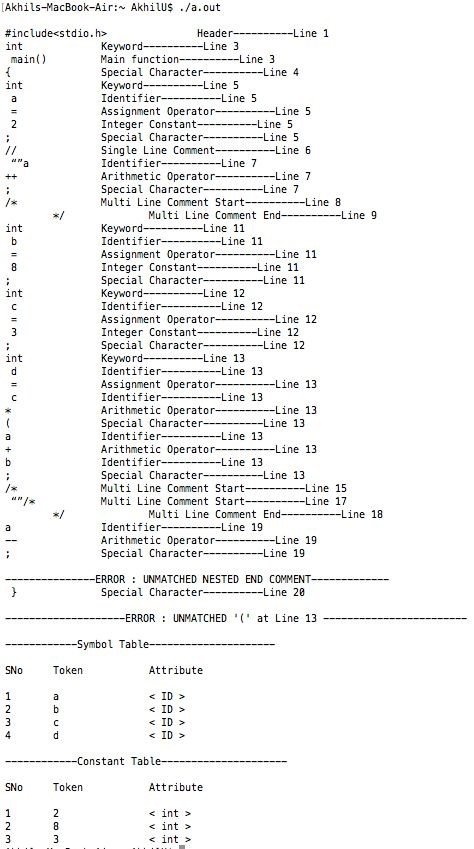 Akhils-MacBook-Air:~ AkhilU$ ./a.out
#include<stdio.h> Header----------Line 1
int Keyword----------Line 3
main() Main function----------Line 3
{ Special Character----------Line 4
int Keyword----------Line 5
a Identifier----------Line 5
= Assignment Operator----------Line 5
2 Integer Constant----------Line 5
; Special Character----------Line 5
// Single Line Comment----------Line 6
“”a Identifier----------Line 7
++ Arithmetic Operator----------Line 7
; Special Character----------Line 7
/* Multi Line Comment Start----------Line 8
*/ Multi Line Comment End----------Line 9
int Keyword----------Line 11
b Identifier----------Line 11
= Assignment Operator----------Line 11
8 Integer Constant----------Line 11
; Special Character----------Line 11
int Keyword----------Line 12
c Identifier----------Line 12
= Assignment Operator----------Line 12
3 Integer Constant----------Line 12
; Special Character----------Line 12
int Keyword----------Line 13
d Identifier----------Line 13
= Assignment Operator----------Line 13
c Identifier----------Line 13
* Arithmetic Operator----------Line 13
( Special Character----------Line 13
a Identifier----------Line 13
+ Arithmetic Operator----------Line 13
b Identifier----------Line 13
; Special Character----------Line 13
/* Multi Line Comment Start----------Line 15
“”/* Multi Line Comment Start----------Line 17
*/ Multi Line Comment End----------Line 18
a Identifier----------Line 19
-- Arithmetic Operator----------Line 19
; Special Character----------Line 19
---------------ERROR : UNMATCHED NESTED END COMMENT-------------
} Special Character----------Line 20
--------------------ERROR : UNMATCHED '(' at Line 13 ------------------------
------------Symbol Table---------------------
SNo Token Attribute
1 a < ID >
2 b < ID >
3 c < ID >
4 d < ID >
------------Constant Table---------------------
SNo Token Attribute
1 2 < int >
2 8 < int >
3 3 < int >